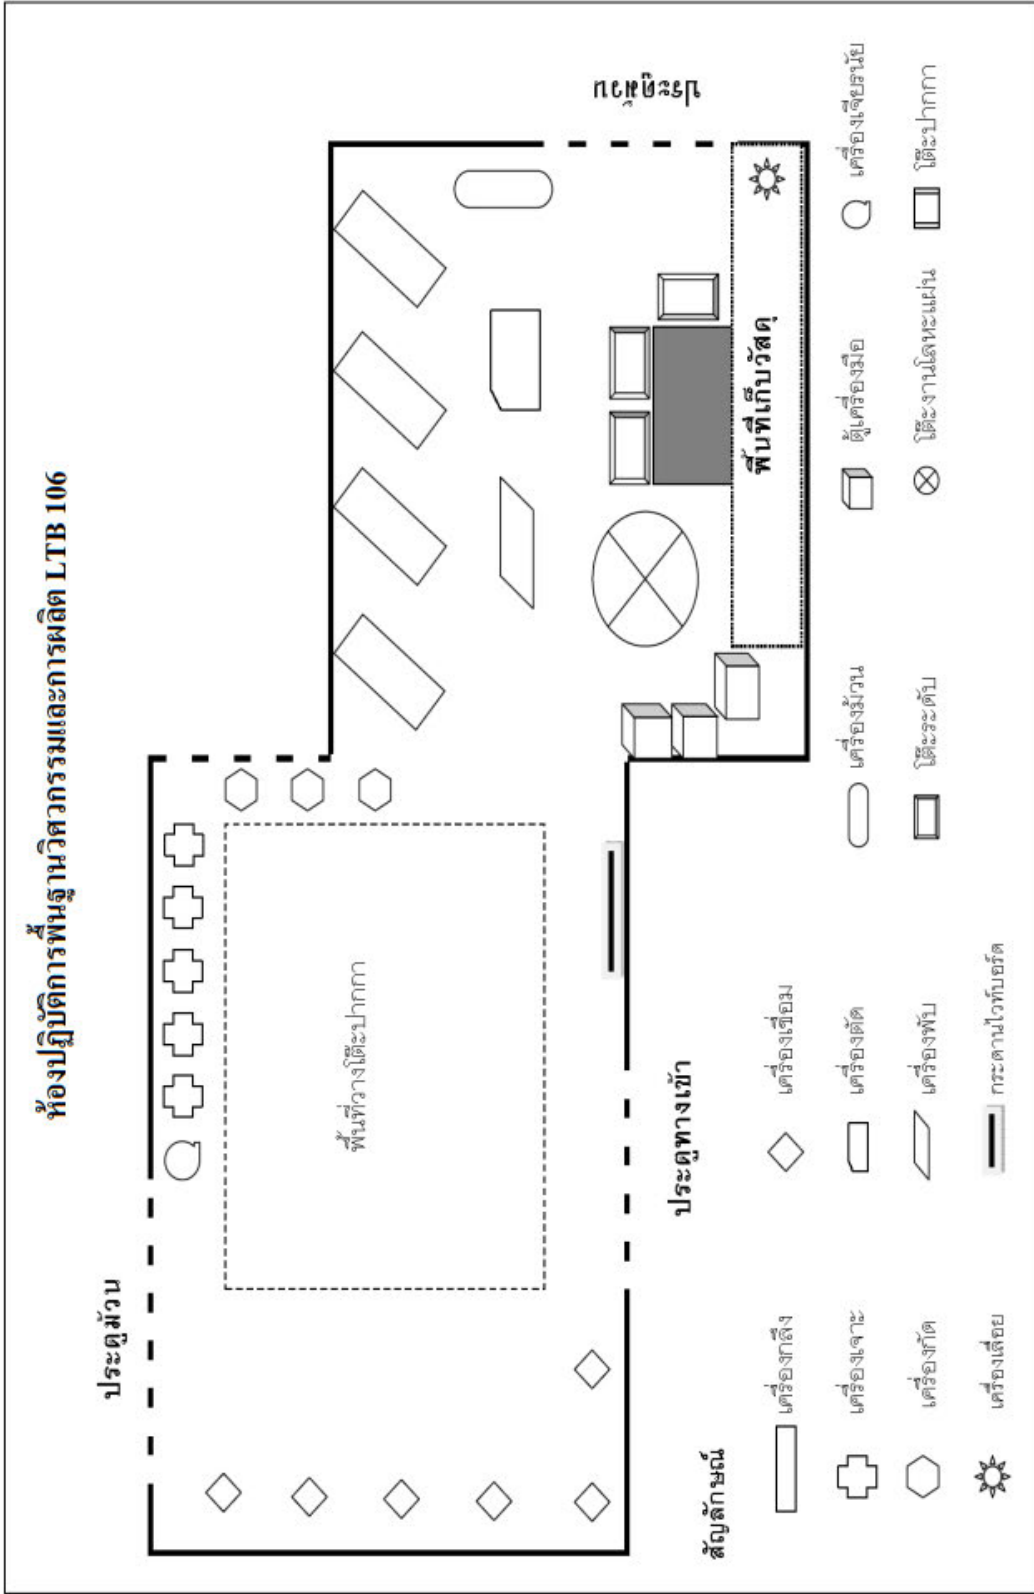 ห้องปฏิบัติการพื้นฐานวิศวกรรมและการผลิต LTB 106
ประตูม้วน
ประตูม้วน
พื้นที่วางโต๊ะปากกา
พื้นที่เก็บวัสดุ
ประตูทางเข้า
สัญลักษณ์
เครื่องกลึง
เครื่องเชื่อม
เครื่องเจาะ
เครื่องตัด
เครื่องม้วน
ตู้เครื่องมือ
เครื่องเจียรนัย
เครื่องกัด
เครื่องพับ
โต๊ะระดับ
โต๊ะงานโลหะแผ่น
โต๊ะปากกา
เครื่องเลื่อย
กระดานไวท์บอร์ด